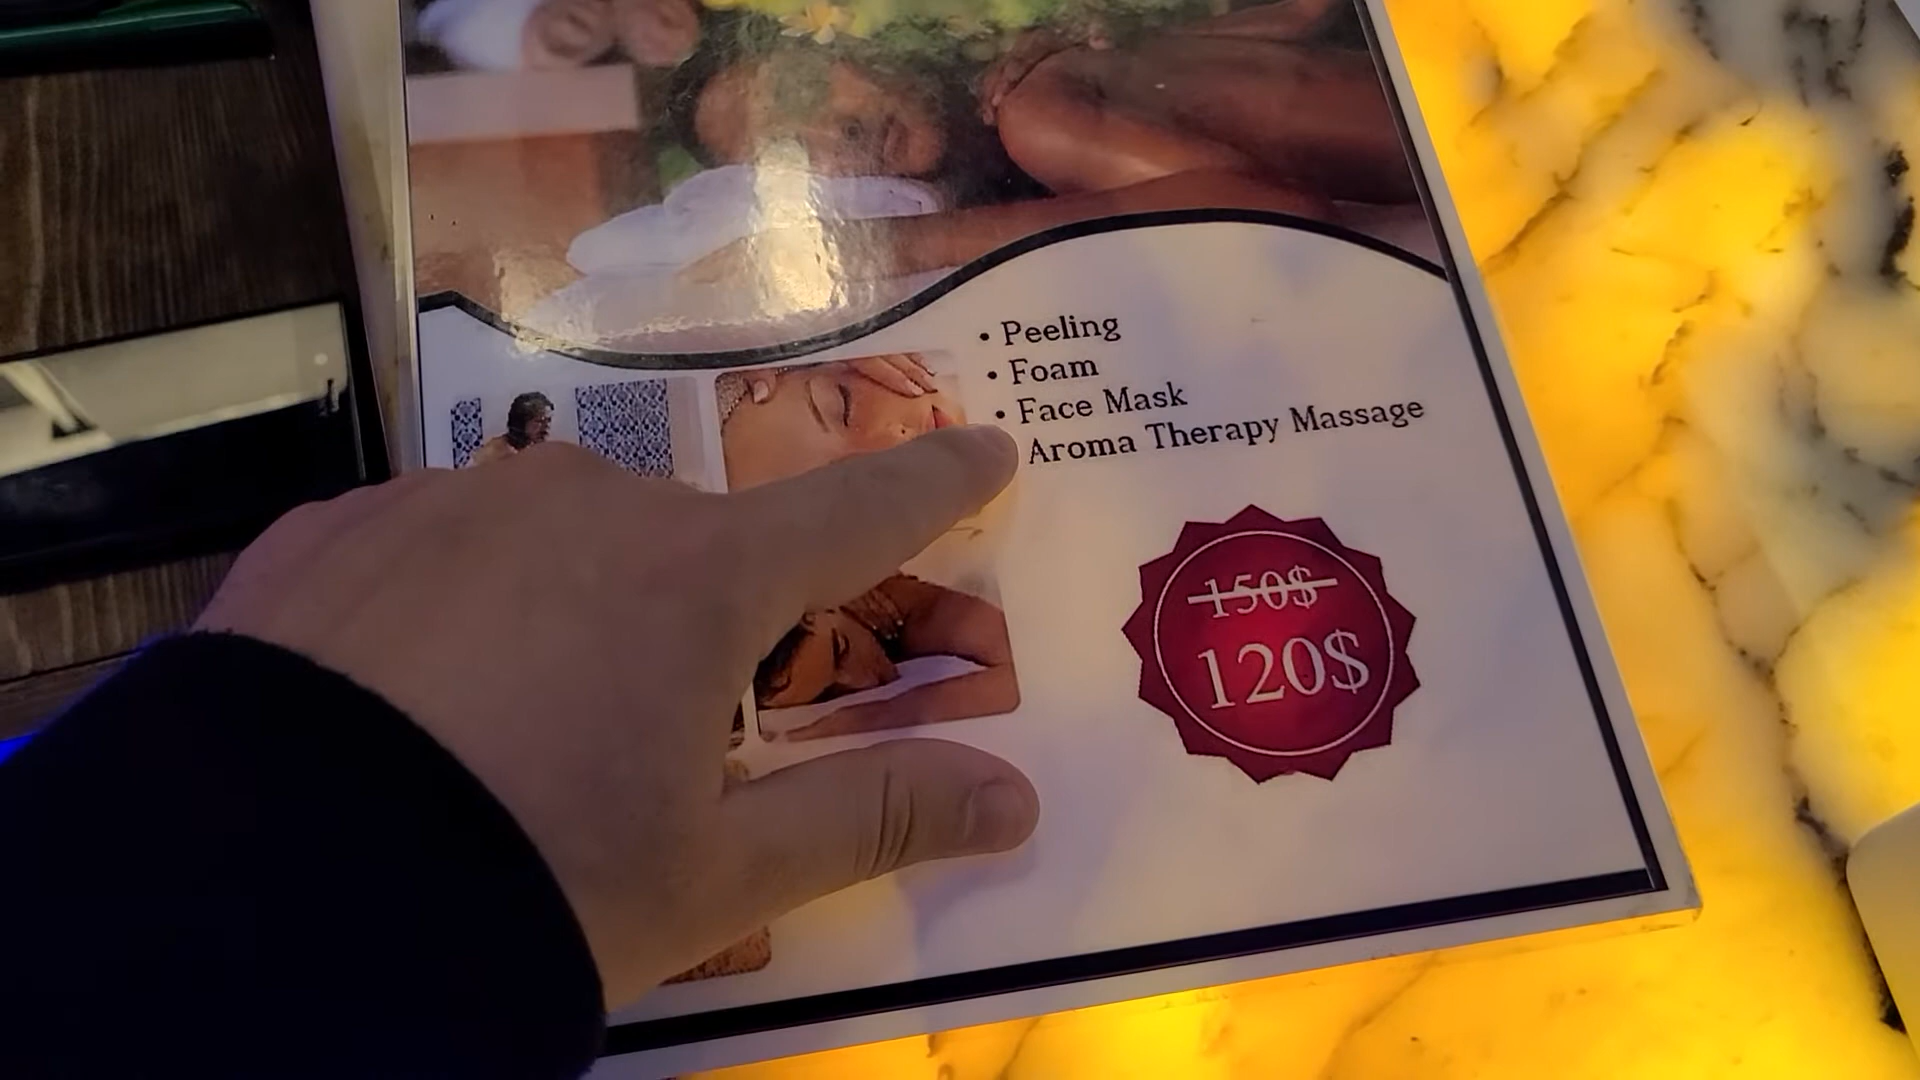 • Peeling
• Foam
• Face Mask
Aroma Therapy Massage
150$
120$